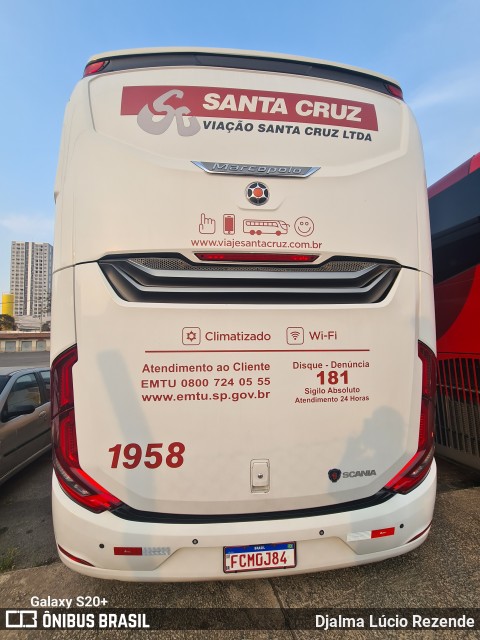 SANTA CRUZ
VIAÇÃO SANTA CRUZ LTDA
Marcopolo
www.viajesantacruz.com.br
Climatizado Wi-Fi
Atendimento ao Cliente
EMTU 0800 724 05 55
www.emtu.sp.gov.br
Disque - Denúncia
181
Sigilo Absoluto
Atendimento 24 Horas
1958
SCANIA
BRASIL
FCMOJ84
Galaxy S20+
ÔNIBUS BRASIL
Djalma Lúcio Rezende